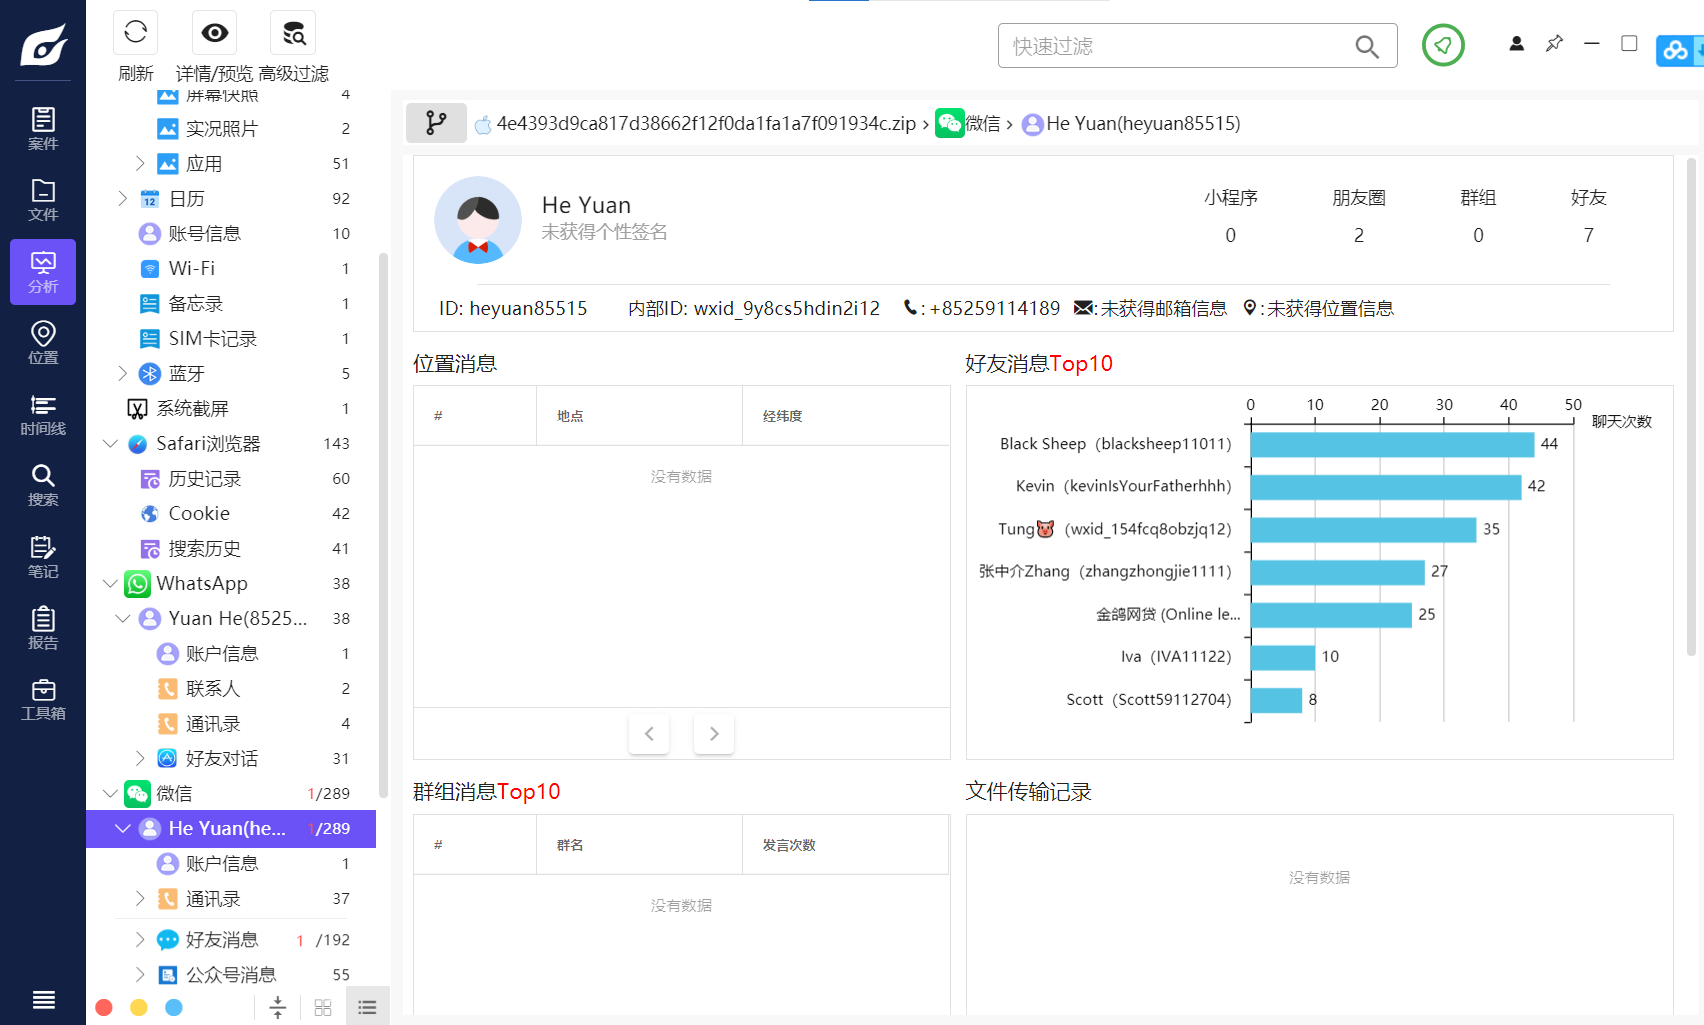 刷新
详情/预览
高级过滤
快速过滤
案件
文件
分析
位置
时间线
搜索
笔记
报告
工具箱
屏幕快照 4
实况照片 2
应用 51
日历 92
账号信息 10
Wi-Fi 1
备忘录 1
SIM卡记录 1
蓝牙 5
系统截屏 1
Safari浏览器 143
历史记录 60
Cookie 42
搜索历史 41
WhatsApp 38
Yuan He(8525... 38
账户信息 1
联系人 2
通讯录 4
好友对话 31
微信 1/289
He Yuan(he... 1/289
账户信息 1
通讯录 37
好友消息 1 /192
公众号消息 55
4e4393d9ca817d38662f12f0da1fa1a7f091934c.zip › 微信 › He Yuan(heyuan85515)
He Yuan
未获得个性签名
小程序 朋友圈 群组 好友
0 2 0 7
ID: heyuan85515 内部ID: wxid_9y8cs5hdin2i12 : +85259114189 : 未获得邮箱信息 : 未获得位置信息
位置消息
# 地点 经纬度
没有数据
好友消息Top10
0 10 20 30 40 50
聊天次数
Black Sheep（blacksheep11011） 44
Kevin（kevinIsYourFatherhhh） 42
Tung🐷（wxid_154fcq8obzjq12） 35
张中介Zhang（zhangzhongjie1111） 27
金鸽网贷 (Online le... 25
Iva（IVA11122） 10
Scott（Scott59112704） 8
群组消息Top10
# 群名 发言次数
没有数据
文件传输记录
没有数据